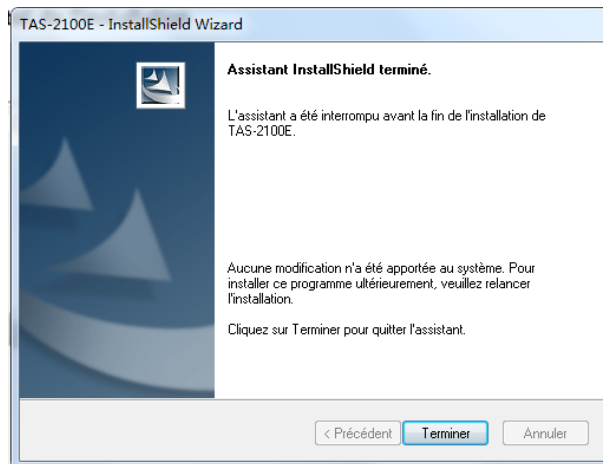 TAS-2100E - InstallShield Wizard
Assistant InstallShield terminé.
L'assistant a été interrompu avant la fin de l'installation de
TAS-2100E.
Aucune modification n'a été apportée au système. Pour
installer ce programme ultérieurement, veuillez relancer
l'installation.
Cliquez sur Terminer pour quitter l'assistant.
< Précédent Terminer Annuler